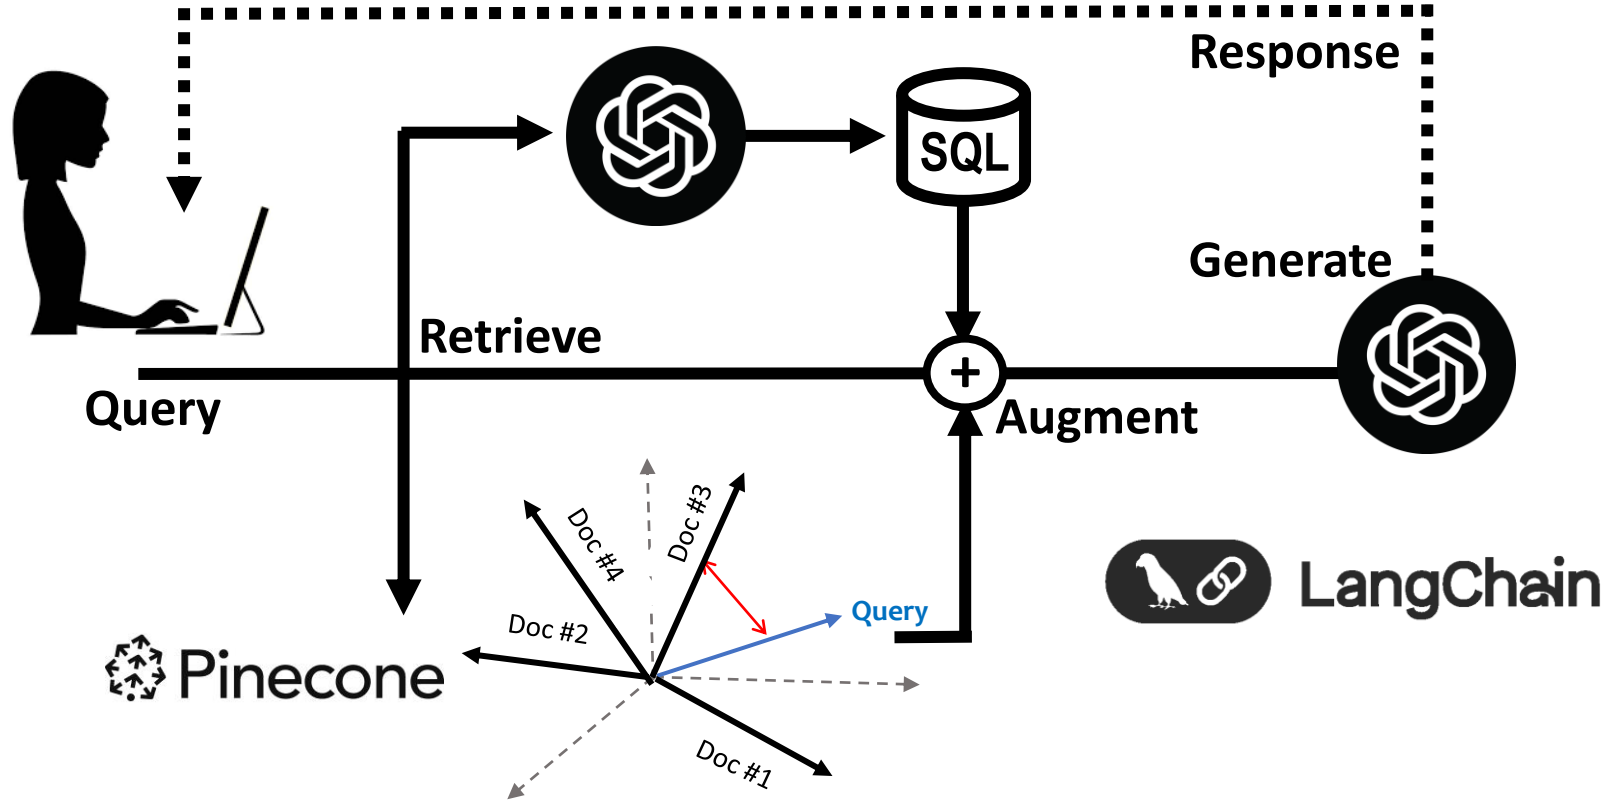 Response
SQL
Generate
Retrieve
+
Query
Augment
Doc #3
Doc #4
Query
Doc #2
LangChain
Pinecone
Doc #1